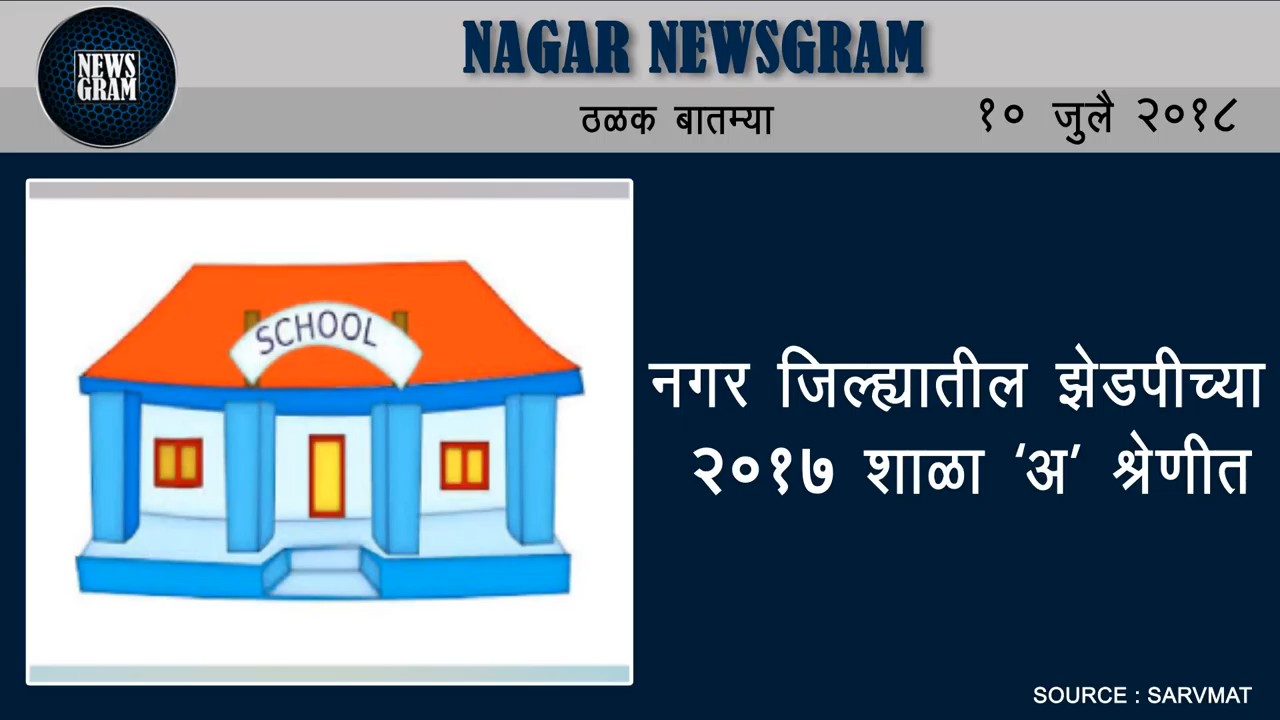 NEWS
GRAM
NAGAR NEWSGRAM
ठळक बातम्या
१० जुलै २०१८
SCHOOL
नगर जिल्ह्यातील झेडपीच्या
२०१७ शाळा ‘अ’ श्रेणीत
SOURCE : SARVMAT